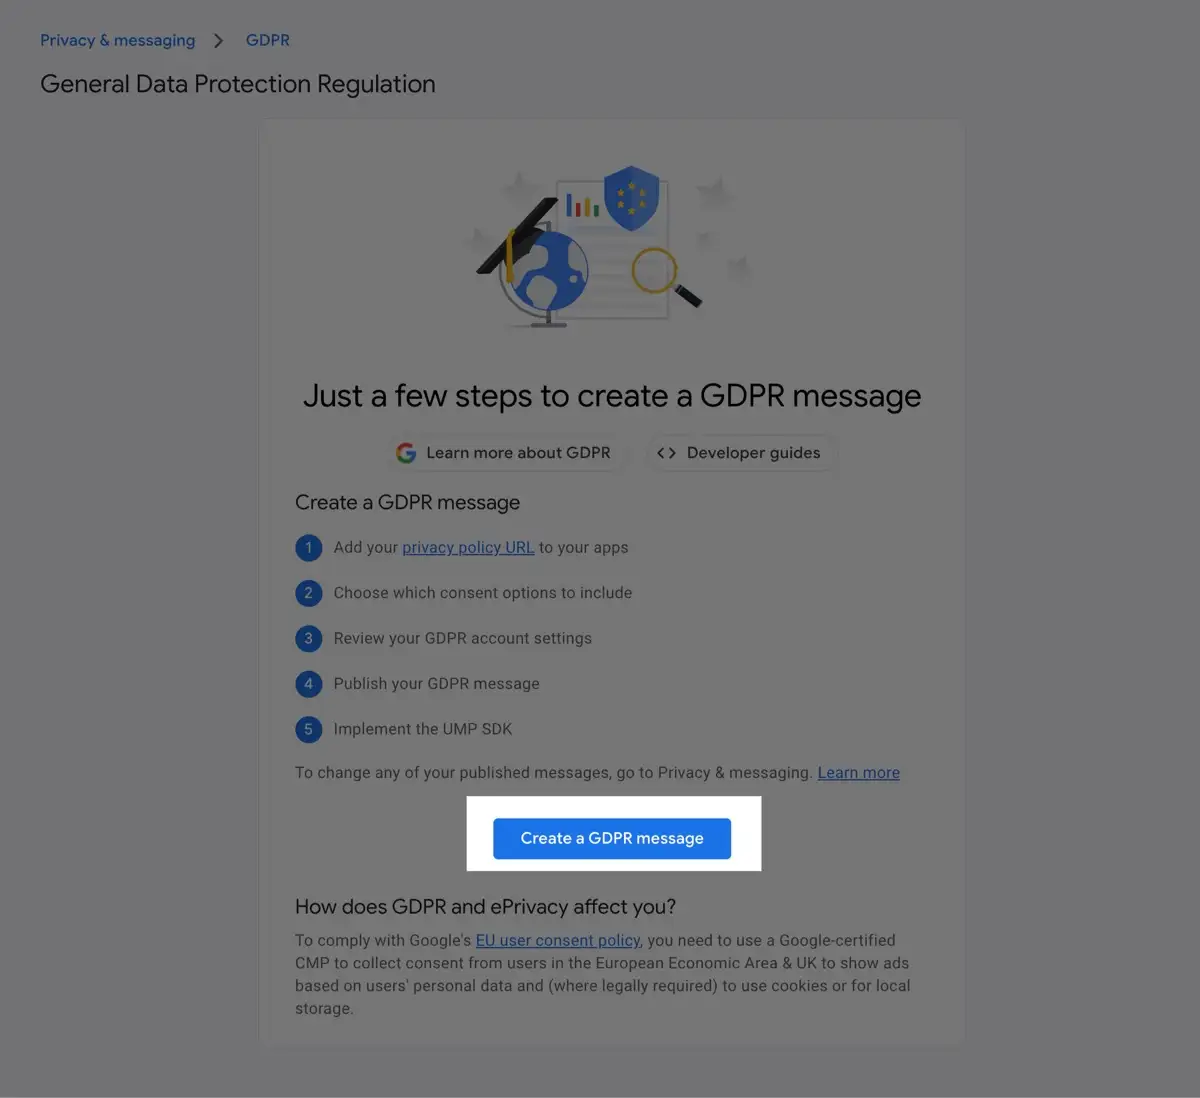 Privacy & messaging > GDPR
General Data Protection Regulation
Just a few steps to create a GDPR message
Learn more about GDPR
<> Developer guides
Create a GDPR message
1 Add your privacy policy URL to your apps
2 Choose which consent options to include
3 Review your GDPR account settings
4 Publish your GDPR message
5 Implement the UMP SDK
To change any of your published messages, go to Privacy & messaging. Learn more
Create a GDPR message
How does GDPR and ePrivacy affect you?
To comply with Google's EU user consent policy, you need to use a Google-certified
CMP to collect consent from users in the European Economic Area & UK to show ads
based on users' personal data and (where legally required) to use cookies or for local
storage.